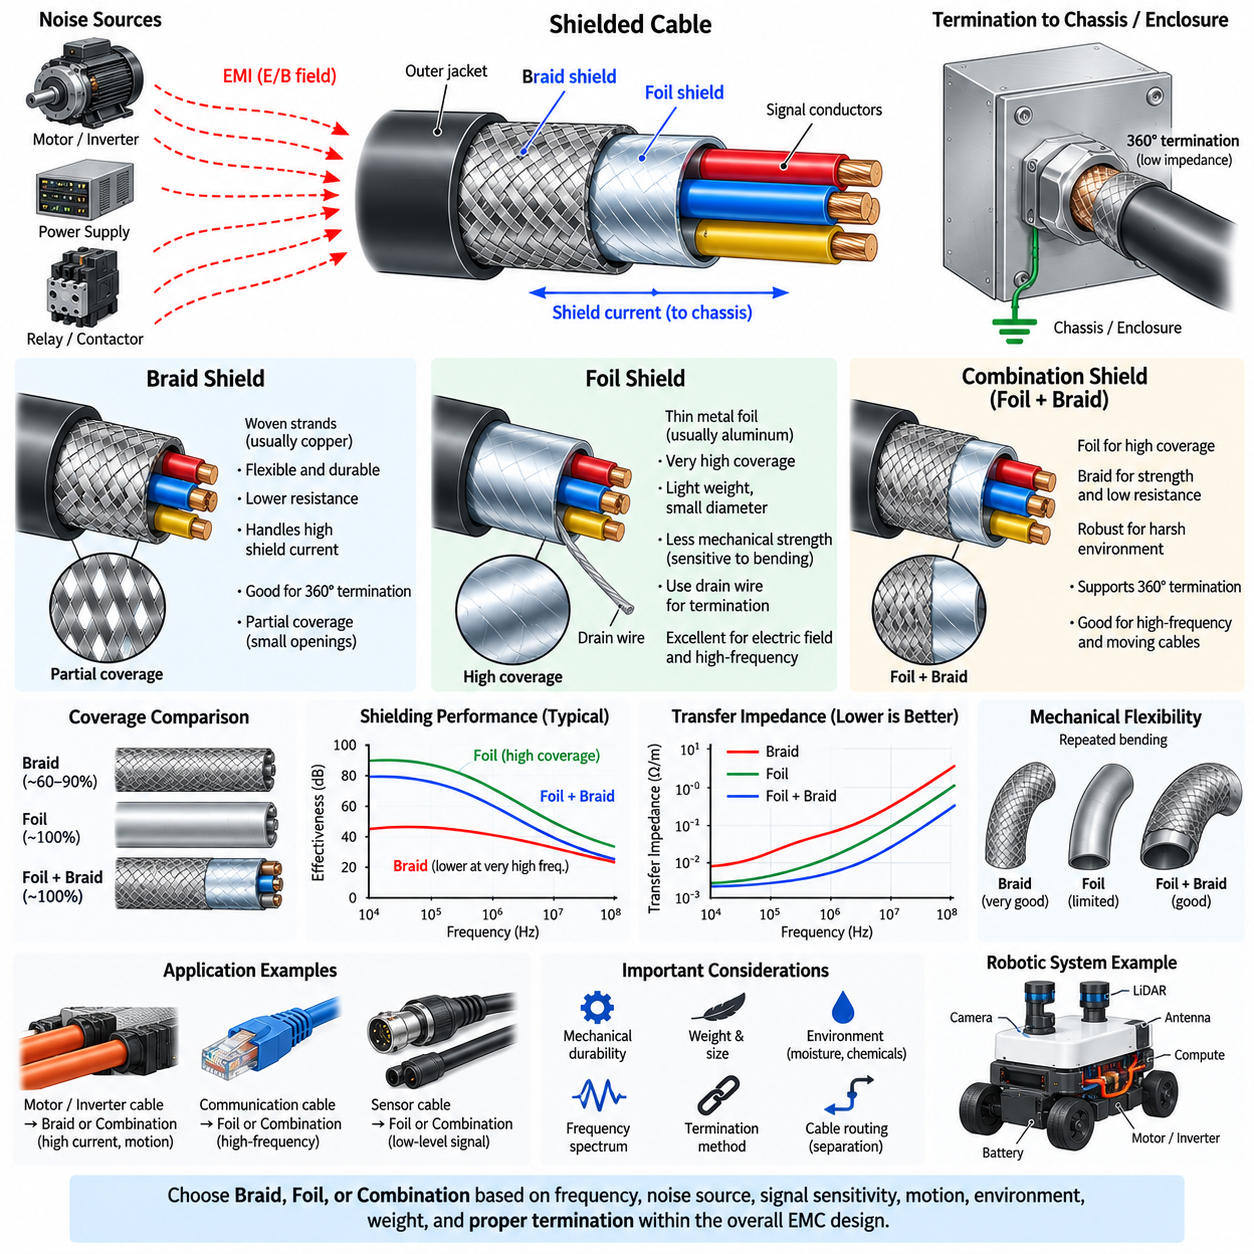 Noise Sources
Shielded Cable
Termination to Chassis / Enclosure
EMI (E/B field)
Motor / Inverter
Power Supply
Relay / Contactor
Outer jacket
Braid shield
Foil shield
Signal conductors
Shield current (to chassis)
360° termination
(low impedance)
Chassis / Enclosure
Braid Shield
Woven strands
(usually copper)
• Flexible and durable
• Lower resistance
• Handles high
shield current
• Good for 360° termination
• Partial coverage
(small openings)
Partial coverage
Foil Shield
Thin metal foil
(usually aluminum)
• Very high coverage
• Light weight,
small diameter
• Less mechanical strength
(sensitive to bending)
• Use drain wire
for termination
Excellent for electric field
and high-frequency
Drain wire
High coverage
Combination Shield
(Foil + Braid)
Foil for high coverage
Braid for strength
and low resistance
Robust for harsh
environment
• Supports 360° termination
• Good for high-frequency
and moving cables
Foil + Braid
Coverage Comparison
Braid
(~60–90%)
Foil
(~100%)
Foil + Braid
(~100%)
Shielding Performance (Typical)
Effectiveness (dB)
100
80
60
40
20
0
Foil (high coverage)
Foil + Braid
Braid (lower at very high freq.)
10⁴ 10⁵ 10⁶ 10⁷ 10⁸
Frequency (Hz)
Transfer Impedance (Lower is Better)
Transfer Impedance (Ω/m)
10¹
10⁻⁰
10⁻¹
10⁻²
10⁻³
Braid
Foil
Foil + Braid
10⁴ 10⁵ 10⁶ 10⁷ 10⁸
Frequency (Hz)
Mechanical Flexibility
Repeated bending
Braid
(very good)
Foil
(limited)
Foil + Braid
(good)
Application Examples
Motor / Inverter cable
→ Braid or Combination
(high current, motion)
Communication cable
→ Foil or Combination
(high-frequency)
Sensor cable
→ Foil or Combination
(low-level signal)
Important Considerations
Mechanical
durability
Weight &
size
Environment
(moisture, chemicals)
Frequency
spectrum
Termination
method
Cable routing
(separation)
Robotic System Example
LiDAR
Camera
Antenna
Compute
Motor / Inverter
Battery
Choose Braid, Foil, or Combination based on frequency, noise source, signal sensitivity, motion, environment,
weight, and proper termination within the overall EMC design.